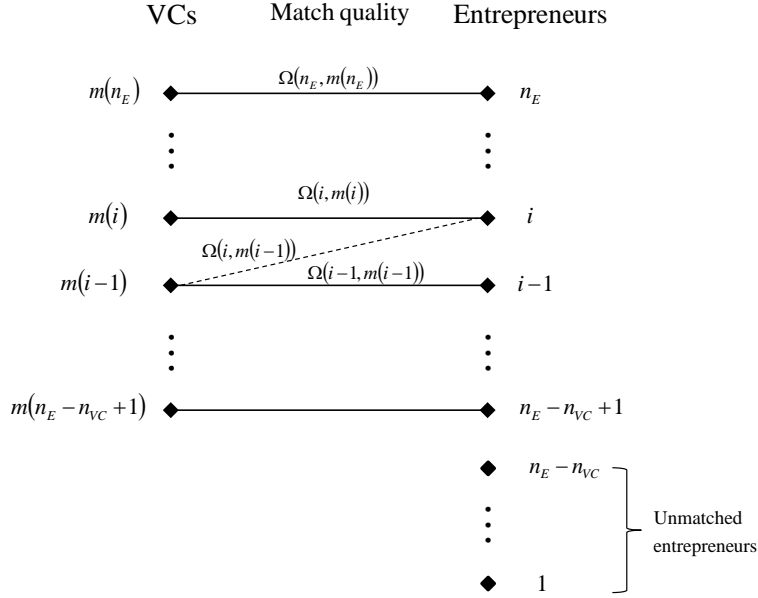 VCs Match quality Entrepreneurs
Ω(n_E, m(n_E))
m(n_E) n_E
Ω(i, m(i))
m(i) i
Ω(i, m(i−1))
Ω(i−1, m(i−1))
m(i−1) i−1
m(n_E − n_VC + 1) n_E − n_VC + 1
n_E − n_VC
Unmatched
entrepreneurs
1